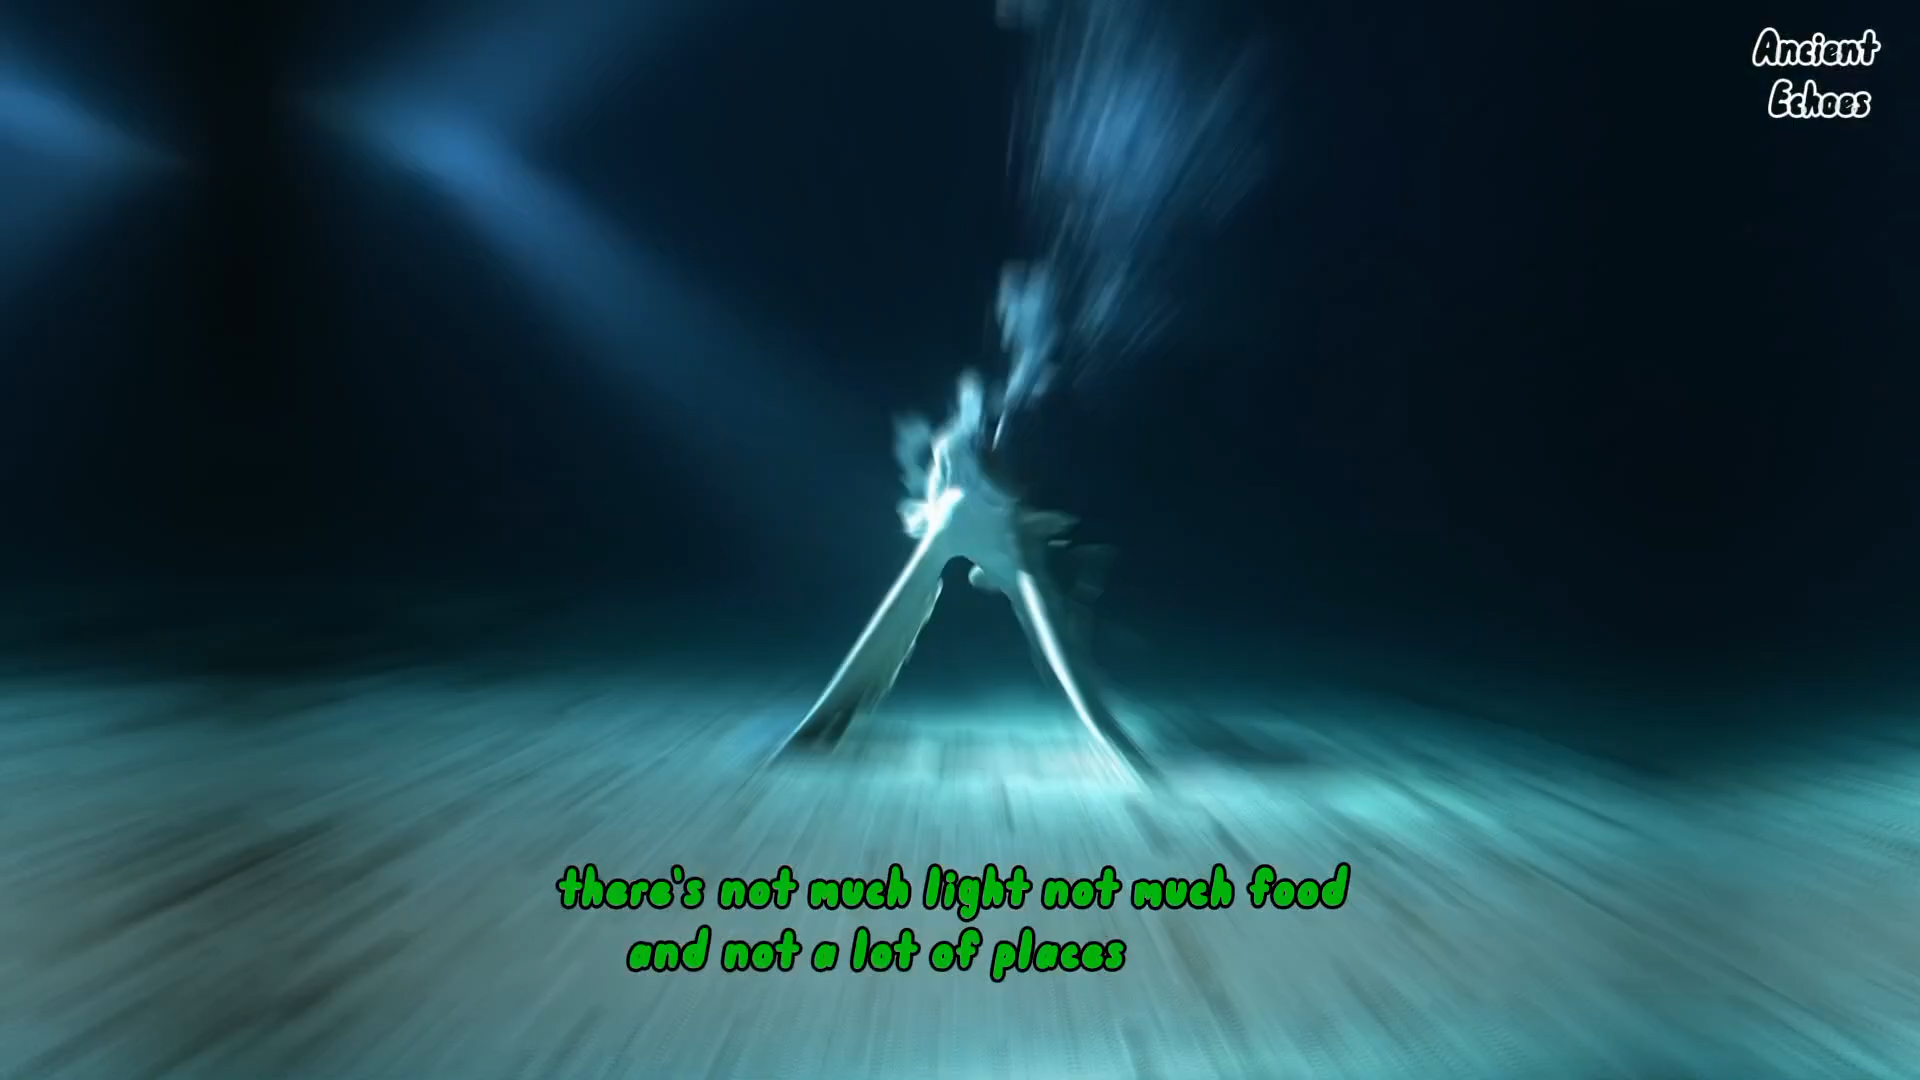 Ancient
Echoes
there's not much light not much food
and not a lot of places